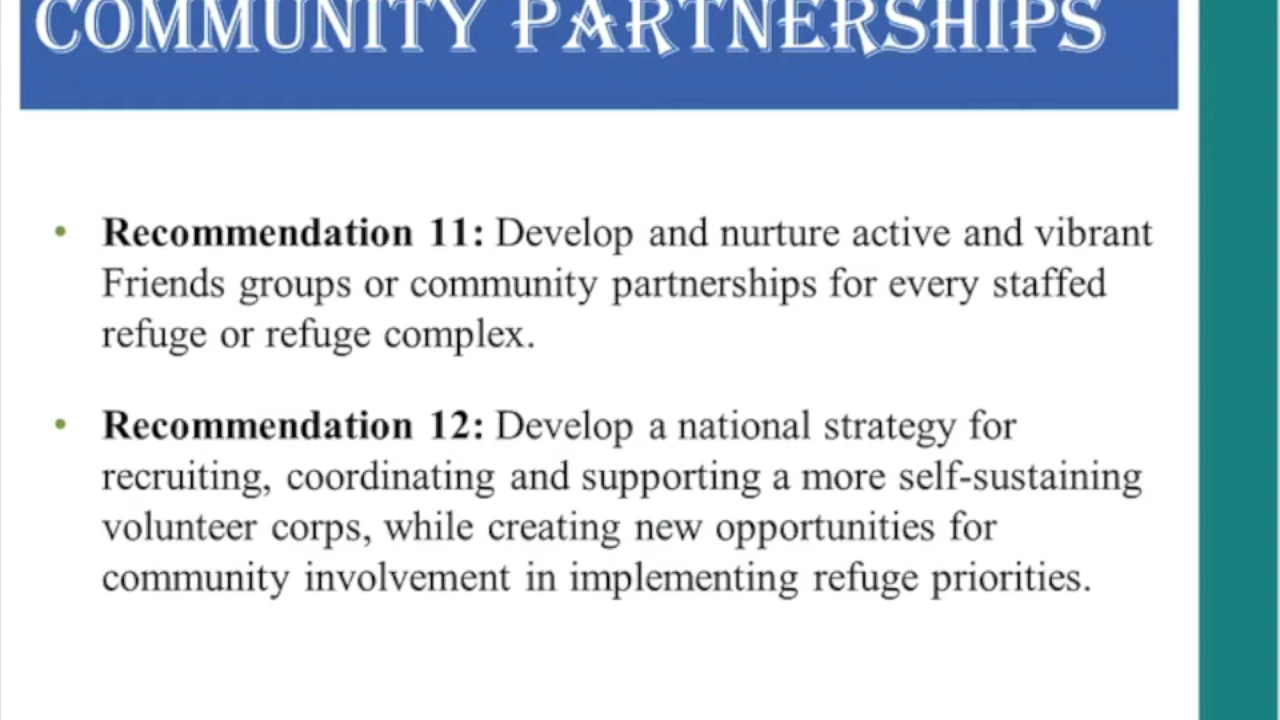 COMMUNITY PARTNERSHIPS
• Recommendation 11: Develop and nurture active and vibrant
Friends groups or community partnerships for every staffed
refuge or refuge complex.
• Recommendation 12: Develop a national strategy for
recruiting, coordinating and supporting a more self-sustaining
volunteer corps, while creating new opportunities for
community involvement in implementing refuge priorities.